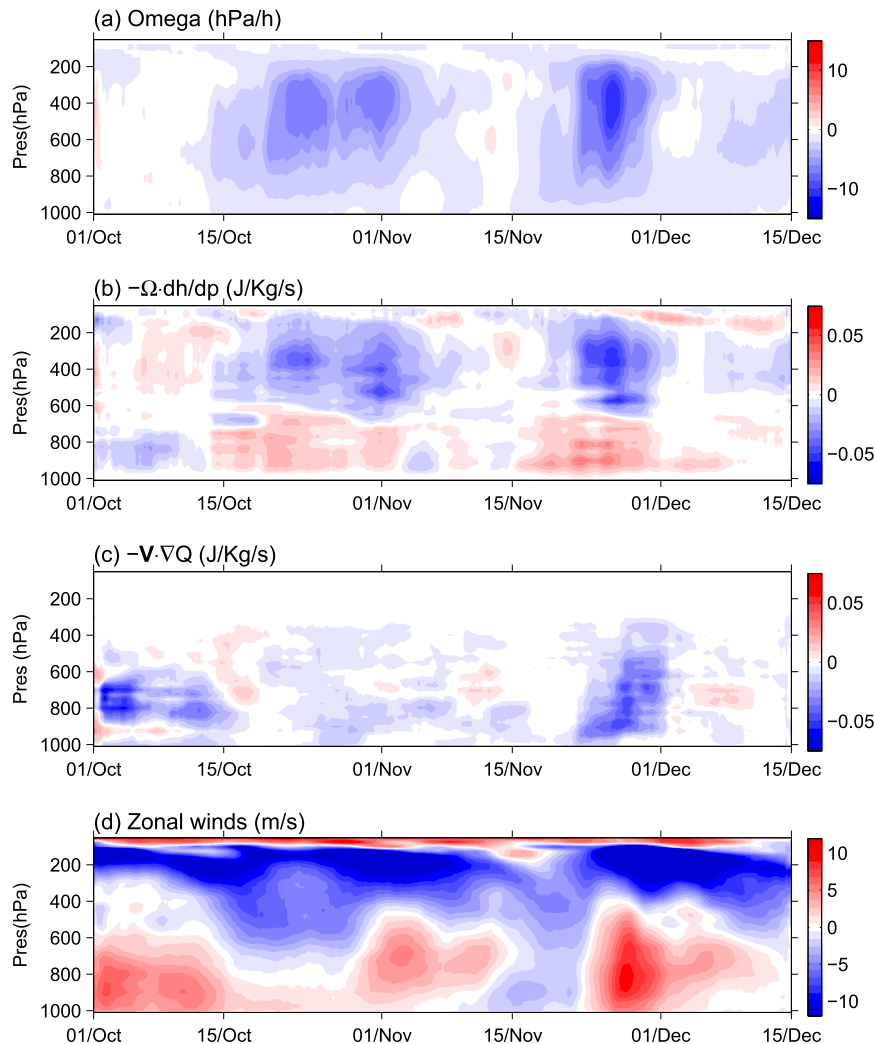 (a) Omega (hPa/h)
Pres(hPa)
200
400
600
800
1000
01/Oct 15/Oct 01/Nov 15/Nov 01/Dec 15/Dec
10
0
−10
(b) −Ω·dh/dp (J/Kg/s)
Pres(hPa)
200
400
600
800
1000
01/Oct 15/Oct 01/Nov 15/Nov 01/Dec 15/Dec
0.05
0
−0.05
(c) −V·∇Q (J/Kg/s)
Pres (hPa)
200
400
600
800
1000
01/Oct 15/Oct 01/Nov 15/Nov 01/Dec 15/Dec
0.05
0
−0.05
(d) Zonal winds (m/s)
Pres(hPa)
200
400
600
800
1000
01/Oct 15/Oct 01/Nov 15/Nov 01/Dec 15/Dec
10
5
0
−5
−10